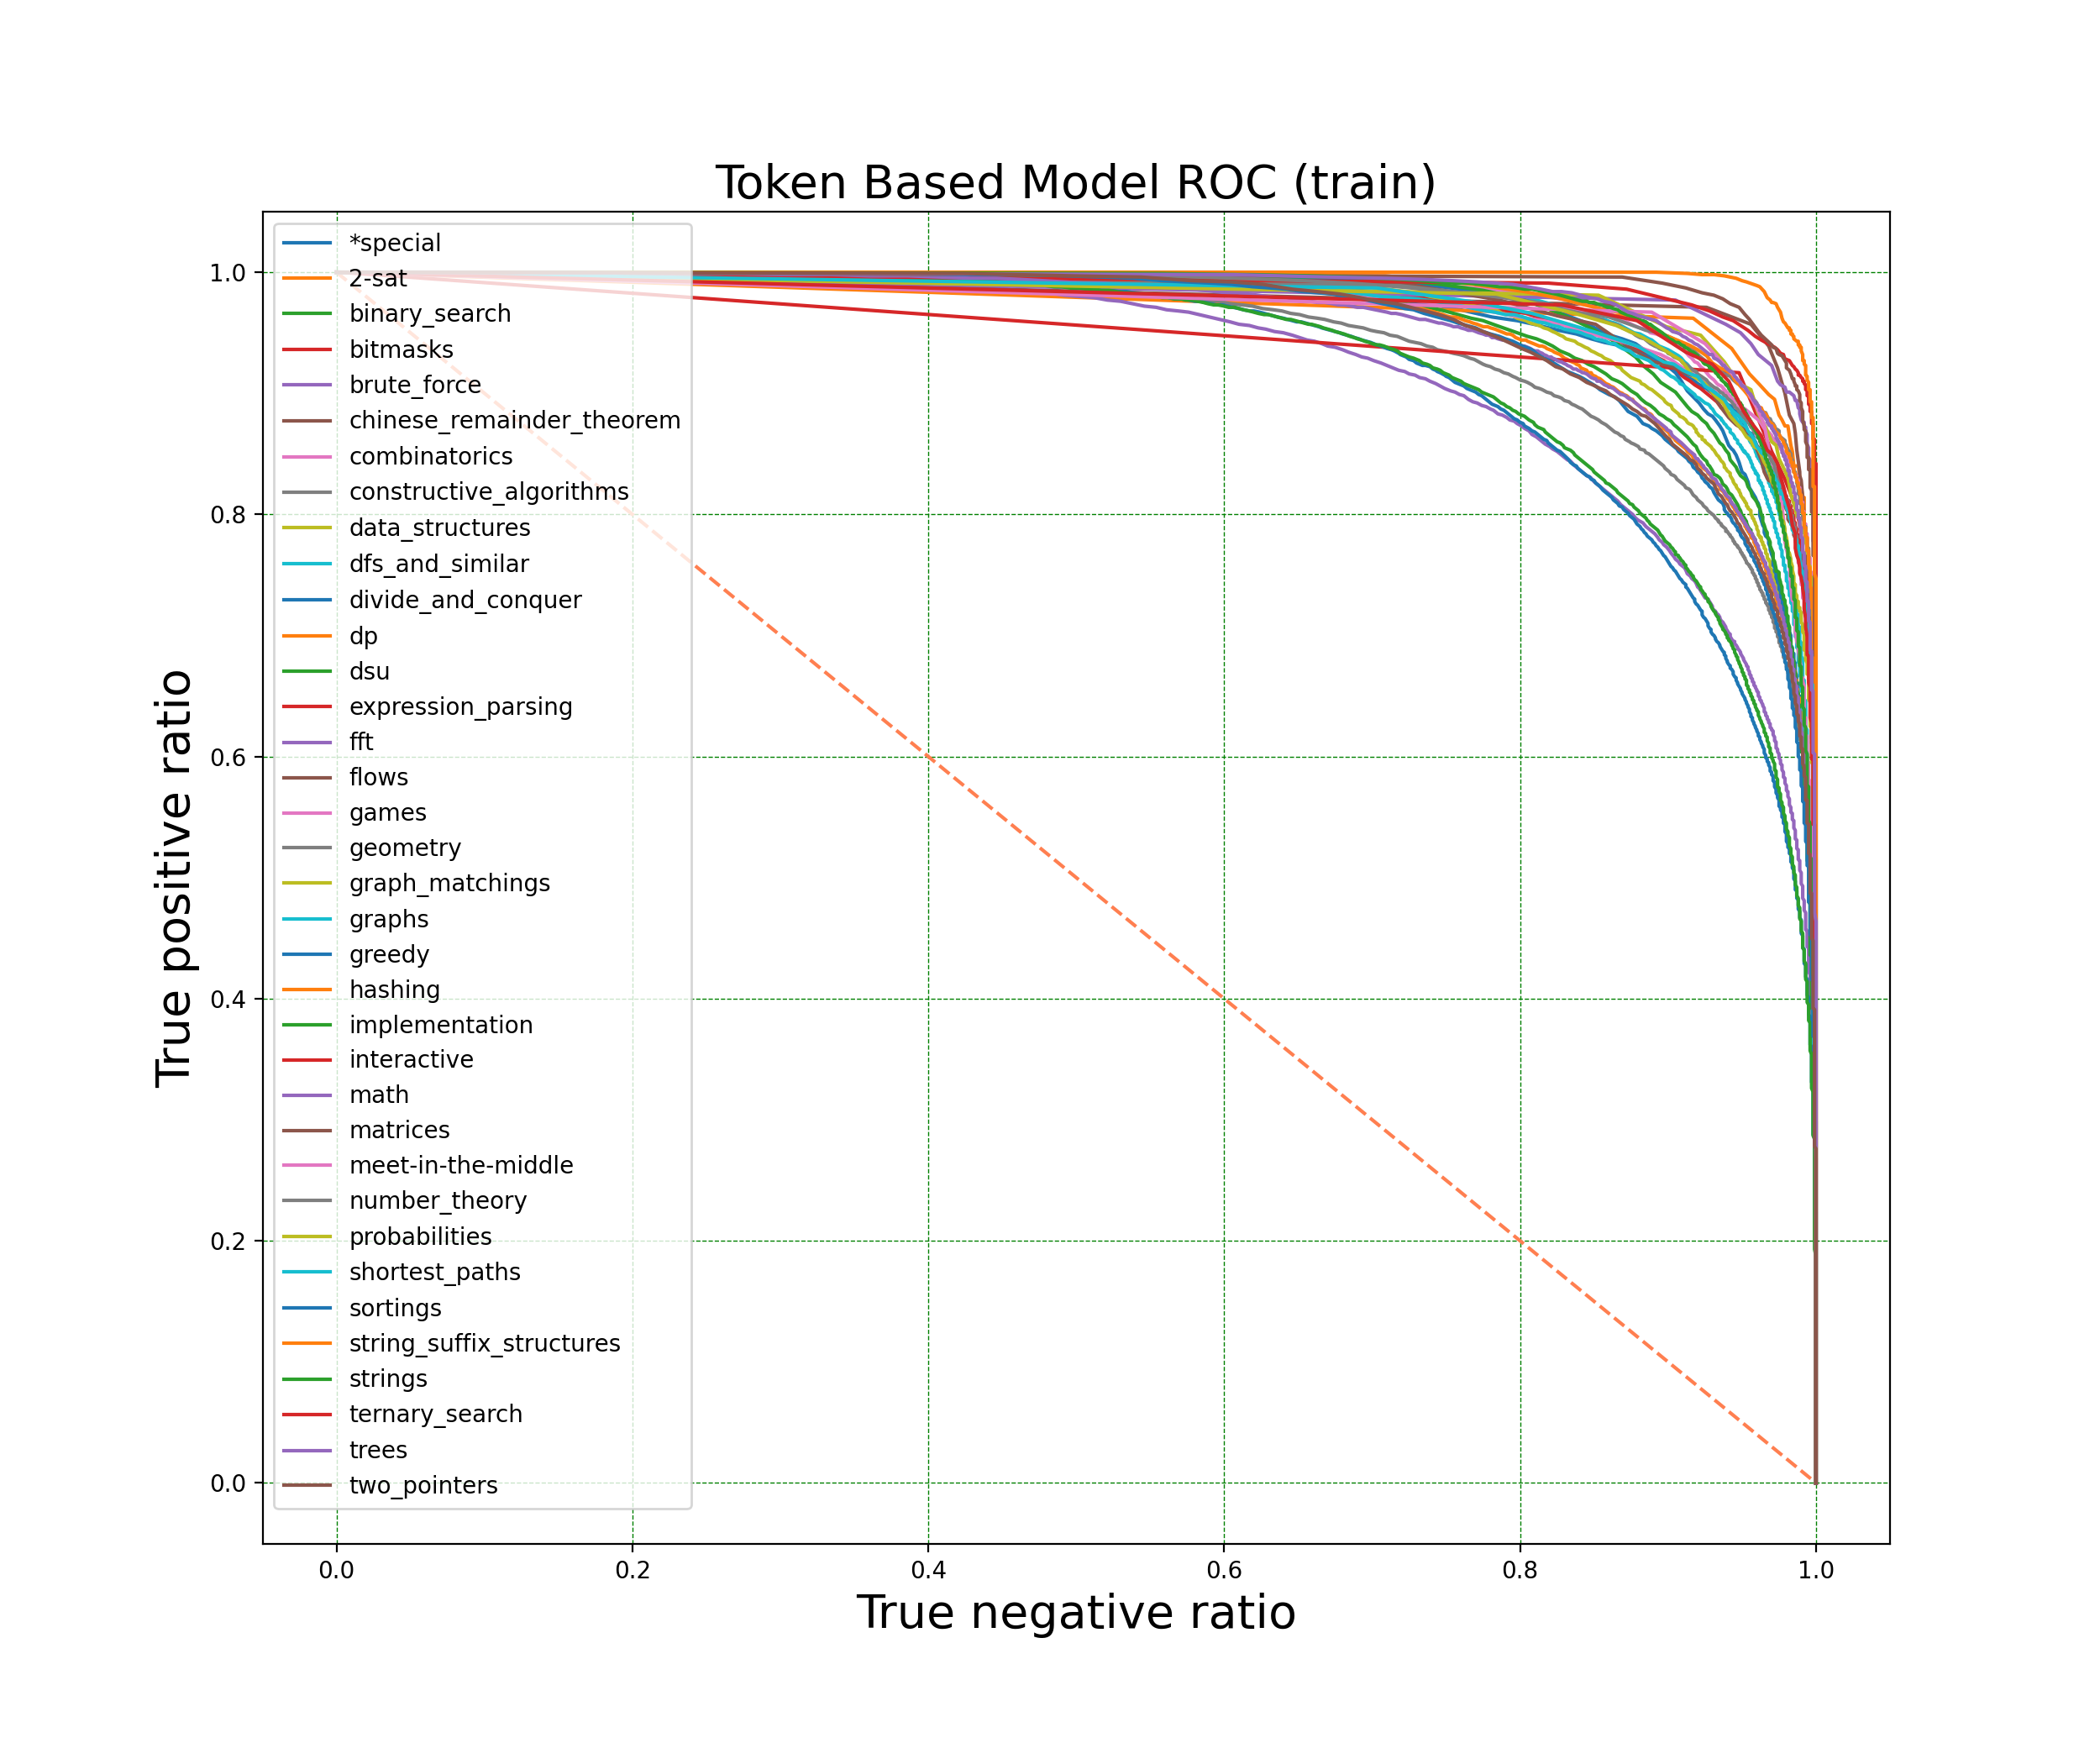 Token Based Model ROC (train)
*special
2-sat
binary_search
bitmasks
brute_force
chinese_remainder_theorem
combinatorics
constructive_algorithms
data_structures
dfs_and_similar
divide_and_conquer
dp
dsu
expression_parsing
fft
flows
games
geometry
graph_matchings
graphs
greedy
hashing
implementation
interactive
math
matrices
meet-in-the-middle
number_theory
probabilities
shortest_paths
sortings
string_suffix_structures
strings
ternary_search
trees
two_pointers
True positive ratio
1.0
0.8
0.6
0.4
0.2
0.0
0.0 0.2 0.4 0.6 0.8 1.0
True negative ratio